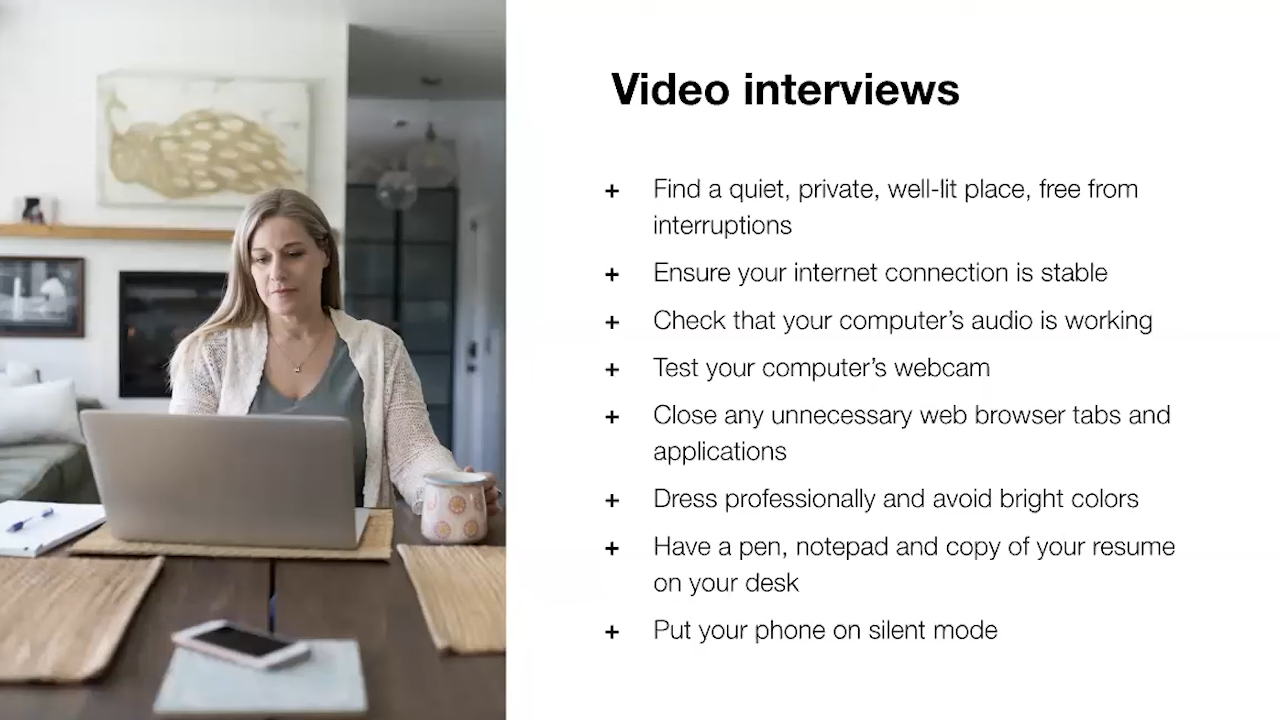 Video interviews
+ Find a quiet, private, well-lit place, free from
interruptions
+ Ensure your internet connection is stable
+ Check that your computer’s audio is working
+ Test your computer’s webcam
+ Close any unnecessary web browser tabs and
applications
+ Dress professionally and avoid bright colors
+ Have a pen, notepad and copy of your resume
on your desk
+ Put your phone on silent mode